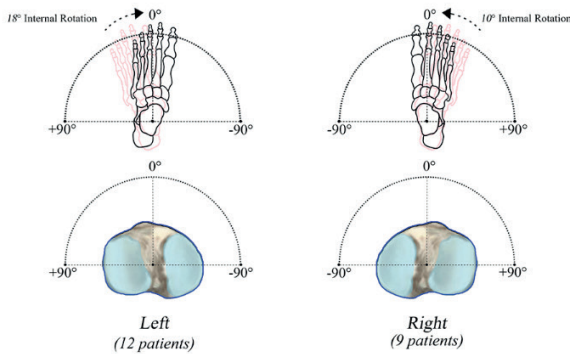 18° Internal Rotation
0°
0°
10° Internal Rotation
+90°
-90°
+90°
-90°
0°
0°
+90°
-90°
+90°
-90°
Left
(12 patients)
Right
(9 patients)